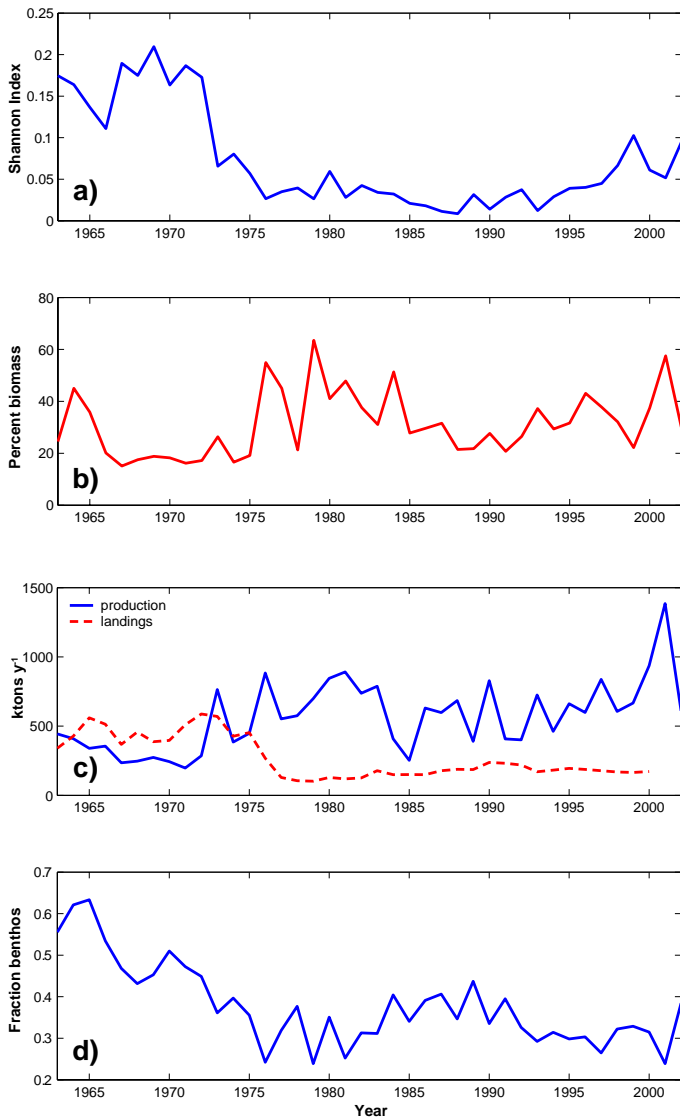 0.25
0.2
0.15
0.1
0.05
0
Shannon Index
a)
1965 1970 1975 1980 1985 1990 1995 2000
80
60
40
20
0
Percent biomass
b)
1965 1970 1975 1980 1985 1990 1995 2000
1500
1000
500
0
ktons y⁻¹
production
landings
c)
1965 1970 1975 1980 1985 1990 1995 2000
0.7
0.6
0.5
0.4
0.3
0.2
Fraction benthos
d)
1965 1970 1975 1980 1985 1990 1995 2000
Year